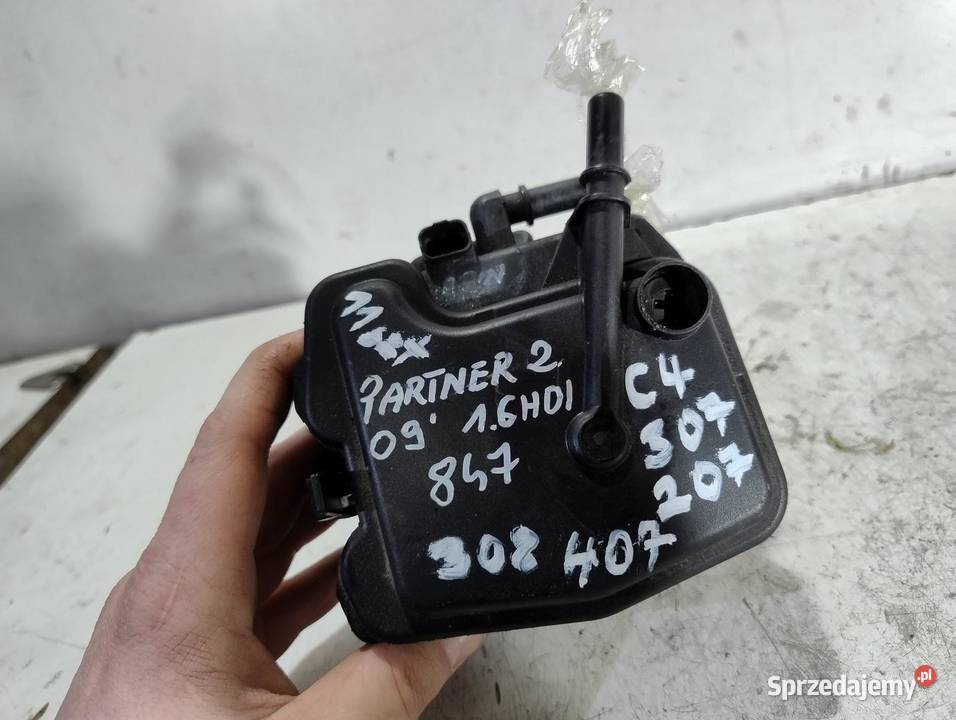 PARTNER 2
09' 1.6HDI
847
C4
307
207
308 407
Sprzedajemy.pl